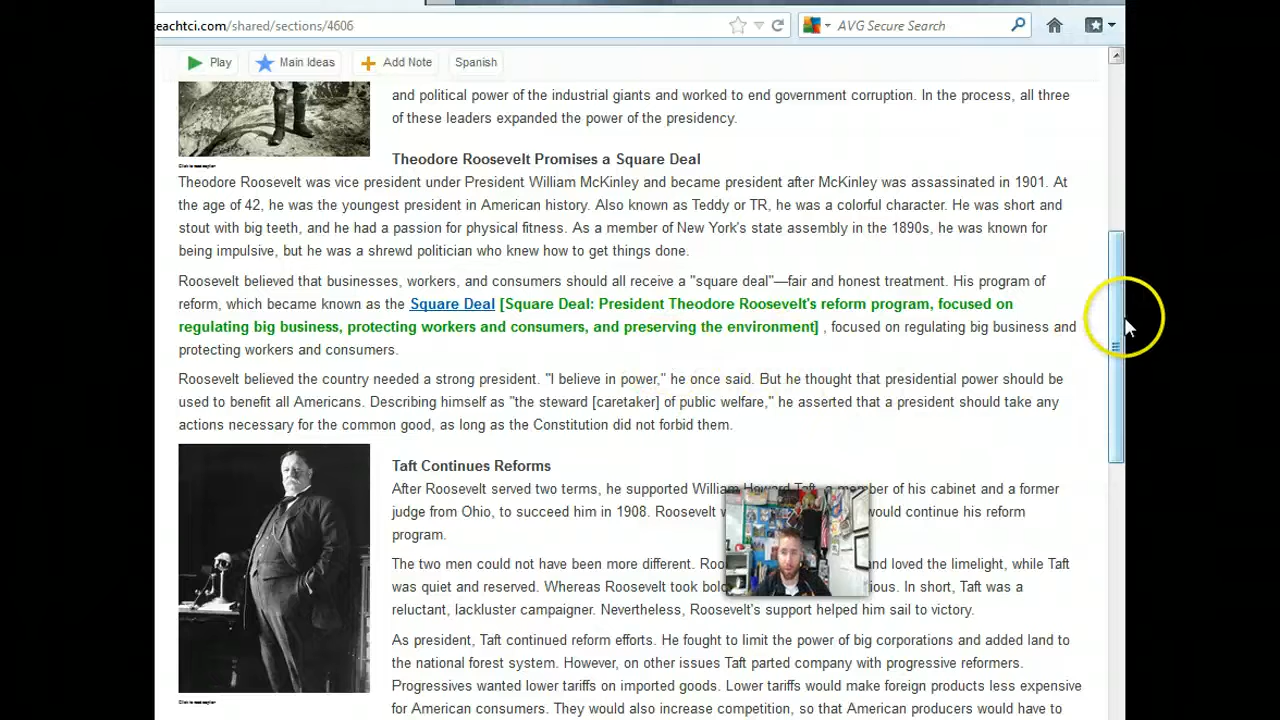 eachtci.com/shared/sections/4606
AVG Secure Search
Play Main Ideas Add Note Spanish
and political power of the industrial giants and worked to end government corruption. In the process, all three
of these leaders expanded the power of the presidency.
Theodore Roosevelt Promises a Square Deal
Theodore Roosevelt was vice president under President William McKinley and became president after McKinley was assassinated in 1901. At
the age of 42, he was the youngest president in American history. Also known as Teddy or TR, he was a colorful character. He was short and
stout with big teeth, and he had a passion for physical fitness. As a member of New York's state assembly in the 1890s, he was known for
being impulsive, but he was a shrewd politician who knew how to get things done.
Roosevelt believed that businesses, workers, and consumers should all receive a "square deal"—fair and honest treatment. His program of
reform, which became known as the Square Deal [Square Deal: President Theodore Roosevelt's reform program, focused on
regulating big business, protecting workers and consumers, and preserving the environment] , focused on regulating big business and
protecting workers and consumers.
Roosevelt believed the country needed a strong president. "I believe in power," he once said. But he thought that presidential power should be
used to benefit all Americans. Describing himself as "the steward [caretaker] of public welfare," he asserted that a president should take any
actions necessary for the common good, as long as the Constitution did not forbid them.
Taft Continues Reforms
After Roosevelt served two terms, he supported William Howard Taft, a member of his cabinet and a former
judge from Ohio, to succeed him in 1908. Roosevelt would continue his reform
program.
The two men could not have been more different. and loved the limelight, while Taft
was quiet and reserved. Whereas Roosevelt took In short, Taft was a
reluctant, lackluster campaigner. Nevertheless, Roosevelt's support helped him sail to victory.
As president, Taft continued reform efforts. He fought to limit the power of big corporations and added land to
the national forest system. However, on other issues Taft parted company with progressive reformers.
Progressives wanted lower tariffs on imported goods. Lower tariffs would make foreign products less expensive
for American consumers. They would also increase competition, so that American producers would have to